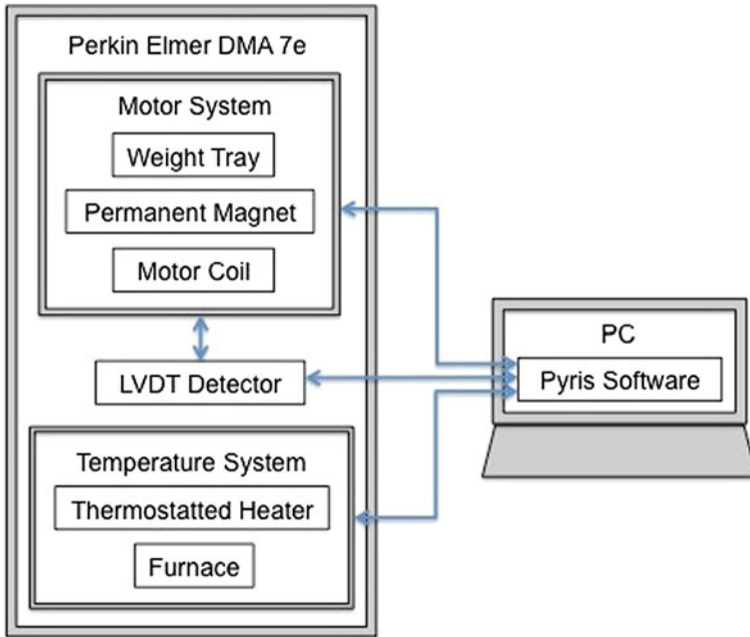 Perkin Elmer DMA 7e
Motor System
Weight Tray
Permanent Magnet
Motor Coil
LVDT Detector
Temperature System
Thermostatted Heater
Furnace
PC
Pyris Software